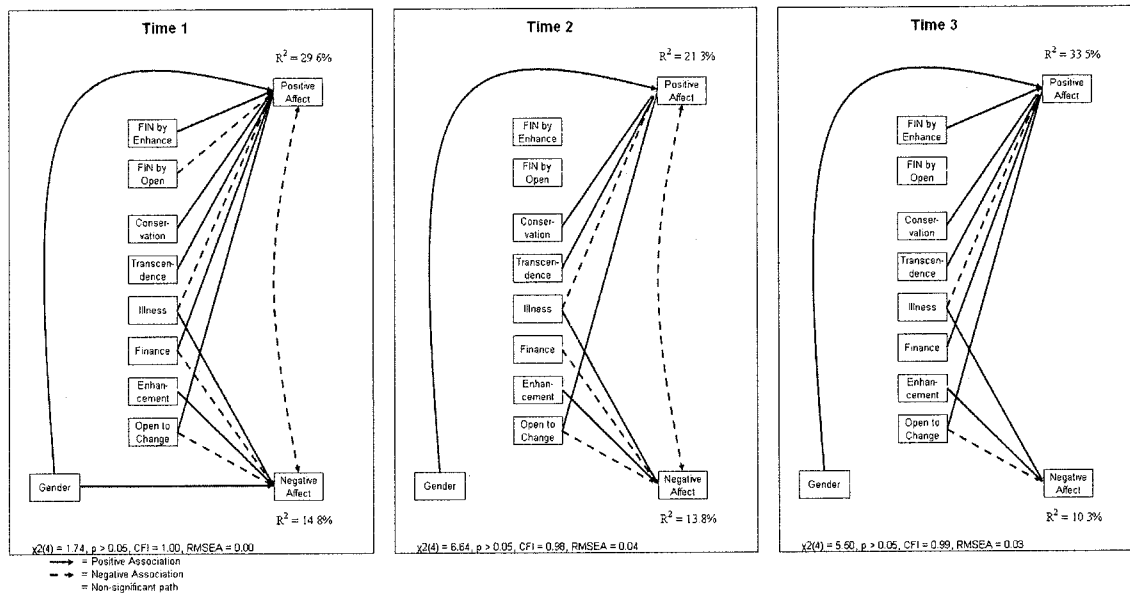 Time 1
R² = 29.6%
Positive
Affect
FIN by
Enhance
FIN by
Open
Conser-
vation
Transcen-
dence
Illness
Finance
Enhan-
cement
Open to
Change
Gender
Negative
Affect
R² = 14.8%
χ2(4) = 1.74, p > 0.05, CFI = 1.00, RMSEA = 0.00
Time 2
R² = 21.3%
Positive
Affect
FIN by
Enhance
FIN by
Open
Conser-
vation
Transcen-
dence
Illness
Finance
Enhan-
cement
Open to
Change
Gender
Negative
Affect
R² = 13.8%
χ2(4) = 6.64, p > 0.05, CFI = 0.98, RMSEA = 0.04
Time 3
R² = 33.5%
Positive
Affect
FIN by
Enhance
FIN by
Open
Conser-
vation
Transcen-
dence
Illness
Finance
Enhan-
cement
Open to
Change
Gender
Negative
Affect
R² = 10.3%
χ2(4) = 5.50, p > 0.05, CFI = 0.99, RMSEA = 0.03
= Positive Association
= Negative Association
= Non-significant path